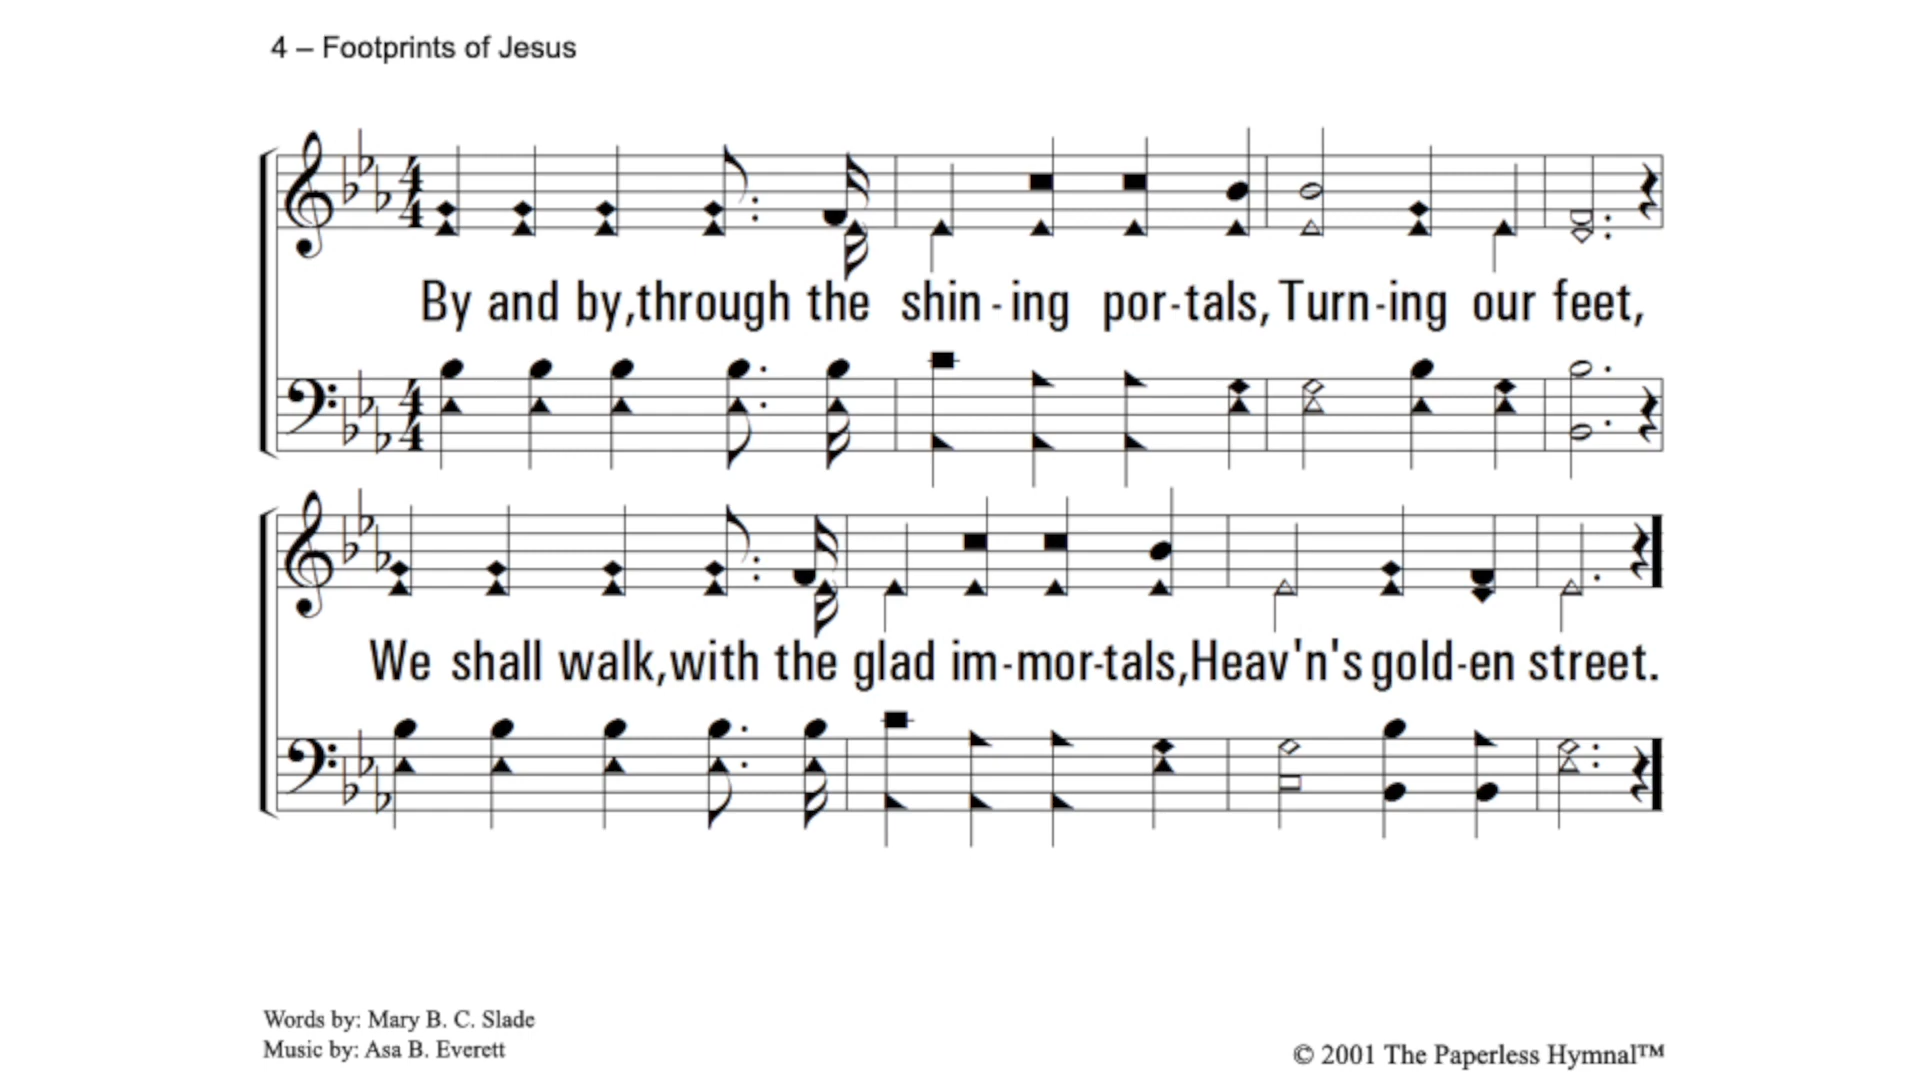 4 – Footprints of Jesus
By and by, through the shin - ing por - tals, Turn - ing our feet,
We shall walk, with the glad im - mor - tals, Heav'n's gold - en street.
Words by: Mary B. C. Slade
Music by: Asa B. Everett
© 2001 The Paperless Hymnal™